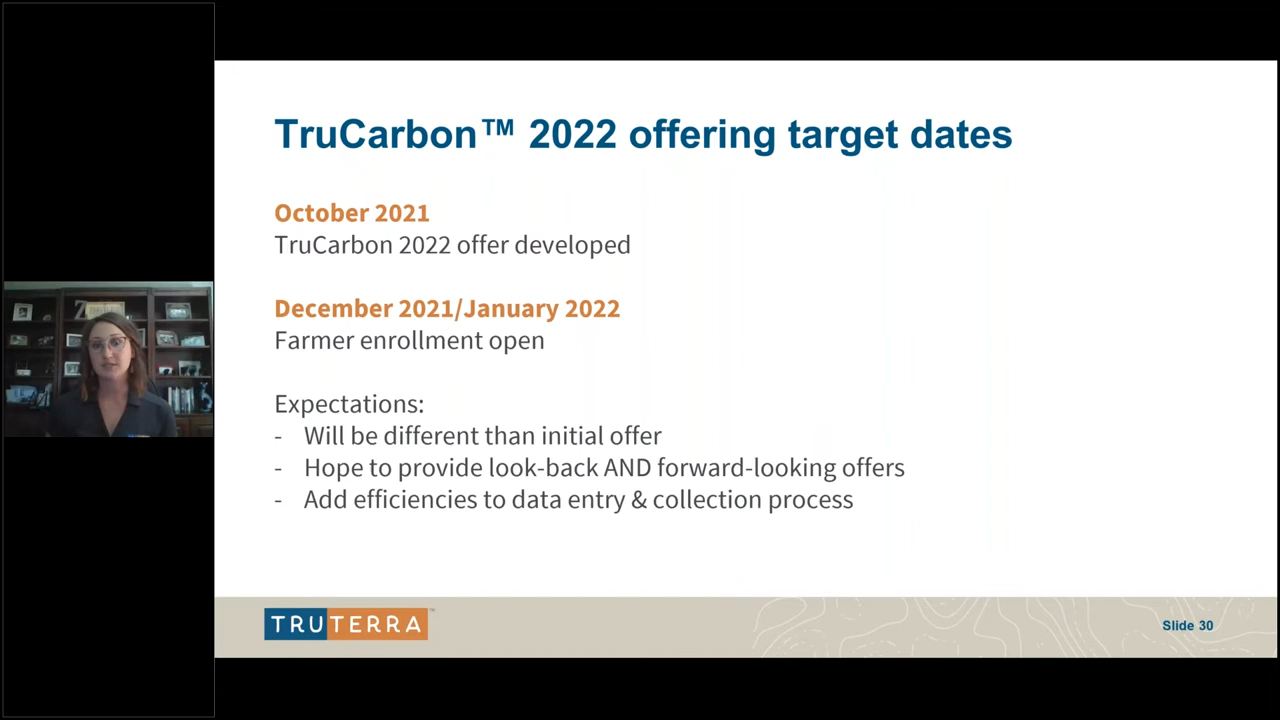 TruCarbon™ 2022 offering target dates
October 2021
TruCarbon 2022 offer developed
December 2021/January 2022
Farmer enrollment open
Expectations:
- Will be different than initial offer
- Hope to provide look-back AND forward-looking offers
- Add efficiencies to data entry & collection process
TRUTERRA™
Slide 30